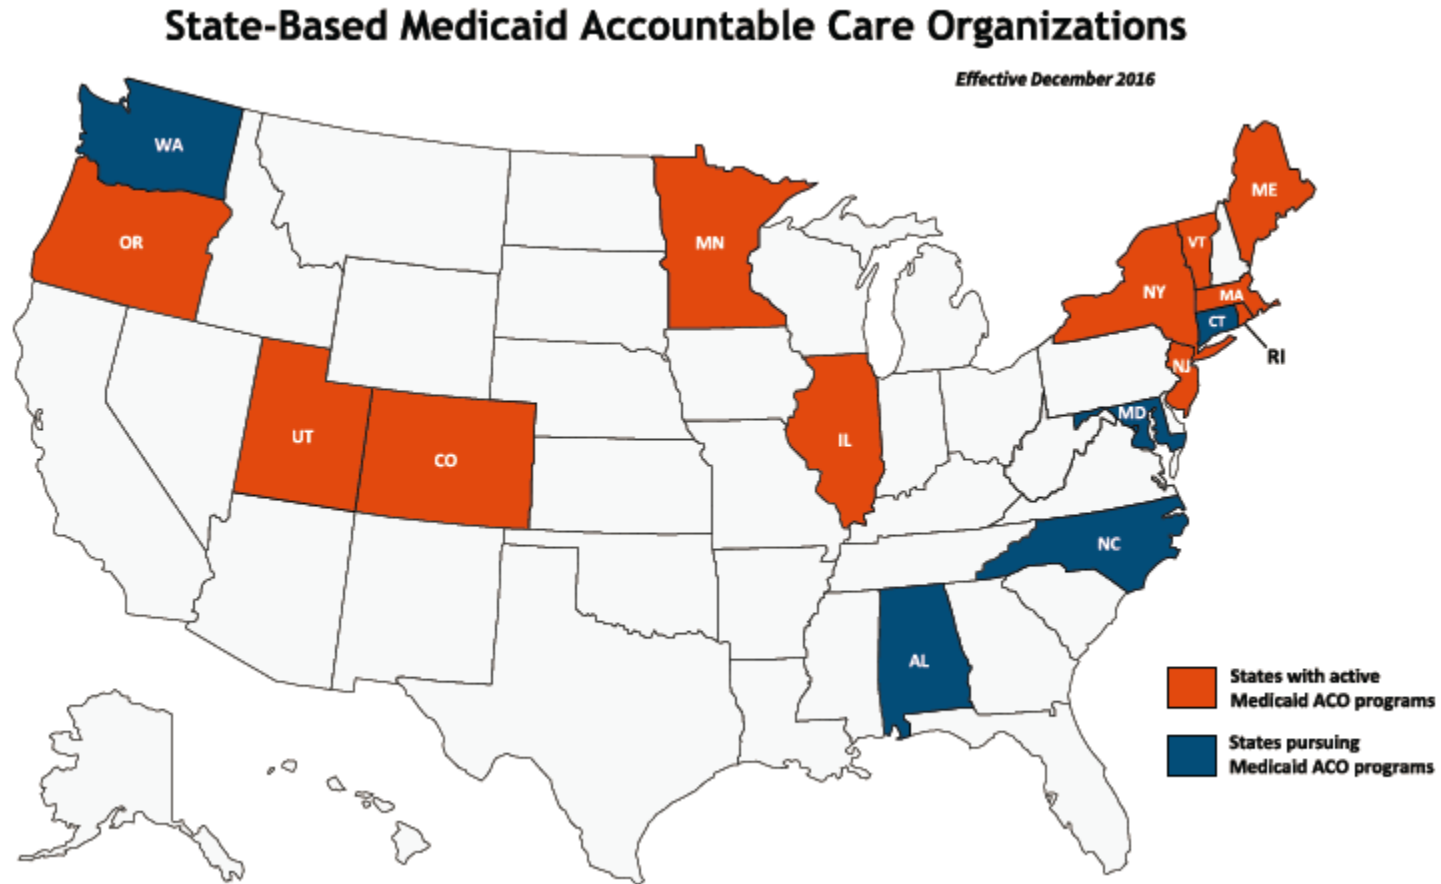 State-Based Medicaid Accountable Care Organizations
Effective December 2016
WA
ME
OR
MN
VT
NY
MA
CT
RI
NJ
MD
UT
CO
IL
NC
AL
States with active
Medicaid ACO programs
States pursuing
Medicaid ACO programs